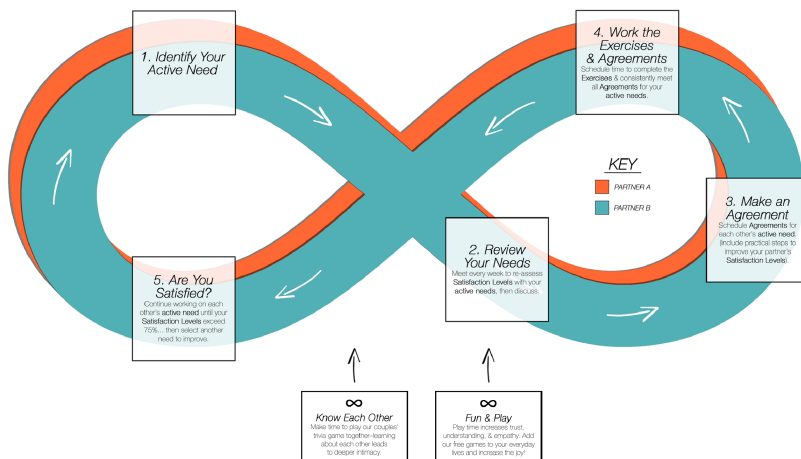 1. Identify Your
Active Need
4. Work the
Exercises
& Agreements
Schedule time to complete the
Exercises & consistently meet
all Agreements for your
active needs.
KEY
PARTNER A
PARTNER B
3. Make an
Agreement
Schedule Agreements for
each other's active need.
(include practical steps to
improve your partner's
Satisfaction Levels).
2. Review
Your Needs
Meet every week to re-assess
Satisfaction Levels with your
active needs, then discuss.
5. Are You
Satisfied?
Continue working on each
other's active need until your
Satisfaction Levels exceed
75%... then select another
need to improve.
Know Each Other
Make time to play our couples'
trivia game together-learning
about each other leads
to deeper intimacy.
Fun & Play
Play time increases trust,
understanding, & empathy. Add
our free games to your everyday
lives and increase the joy!